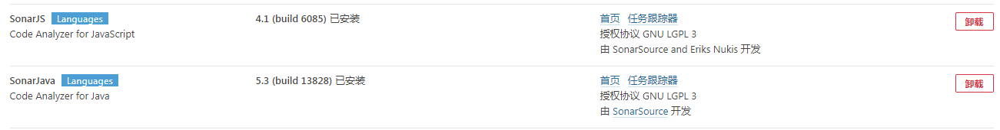 SonarJS Languages 4.1 (build 6085) 已安装 首页 任务跟踪器 卸载
Code Analyzer for JavaScript 授权协议 GNU LGPL 3
由 SonarSource and Eriks Nukis 开发
SonarJava Languages 5.3 (build 13828) 已安装 首页 任务跟踪器 卸载
Code Analyzer for Java 授权协议 GNU LGPL 3
由 SonarSource 开发